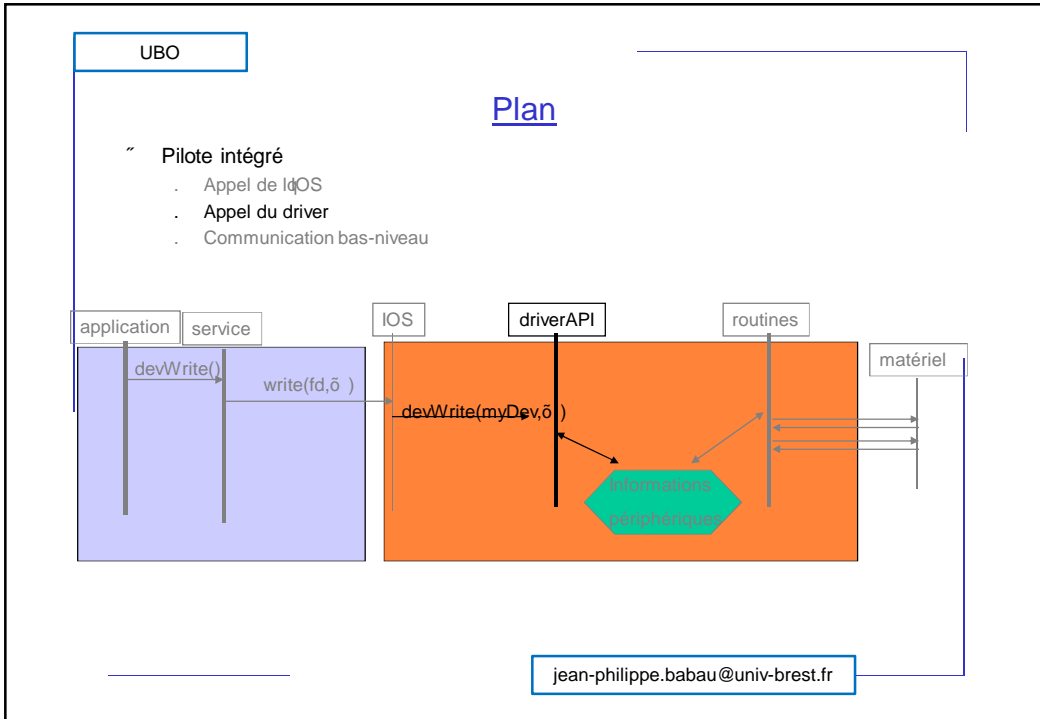 UBO
Plan
˝ Pilote intégré
. Appel de lqIOS
. Appel du driver
. Communication bas-niveau
application
service
IOS
driverAPI
routines
matériel
devWrite()
write(fd,õ )
devWrite(myDev,õ )
Informations
périphériques
jean-philippe.babau@univ-brest.fr